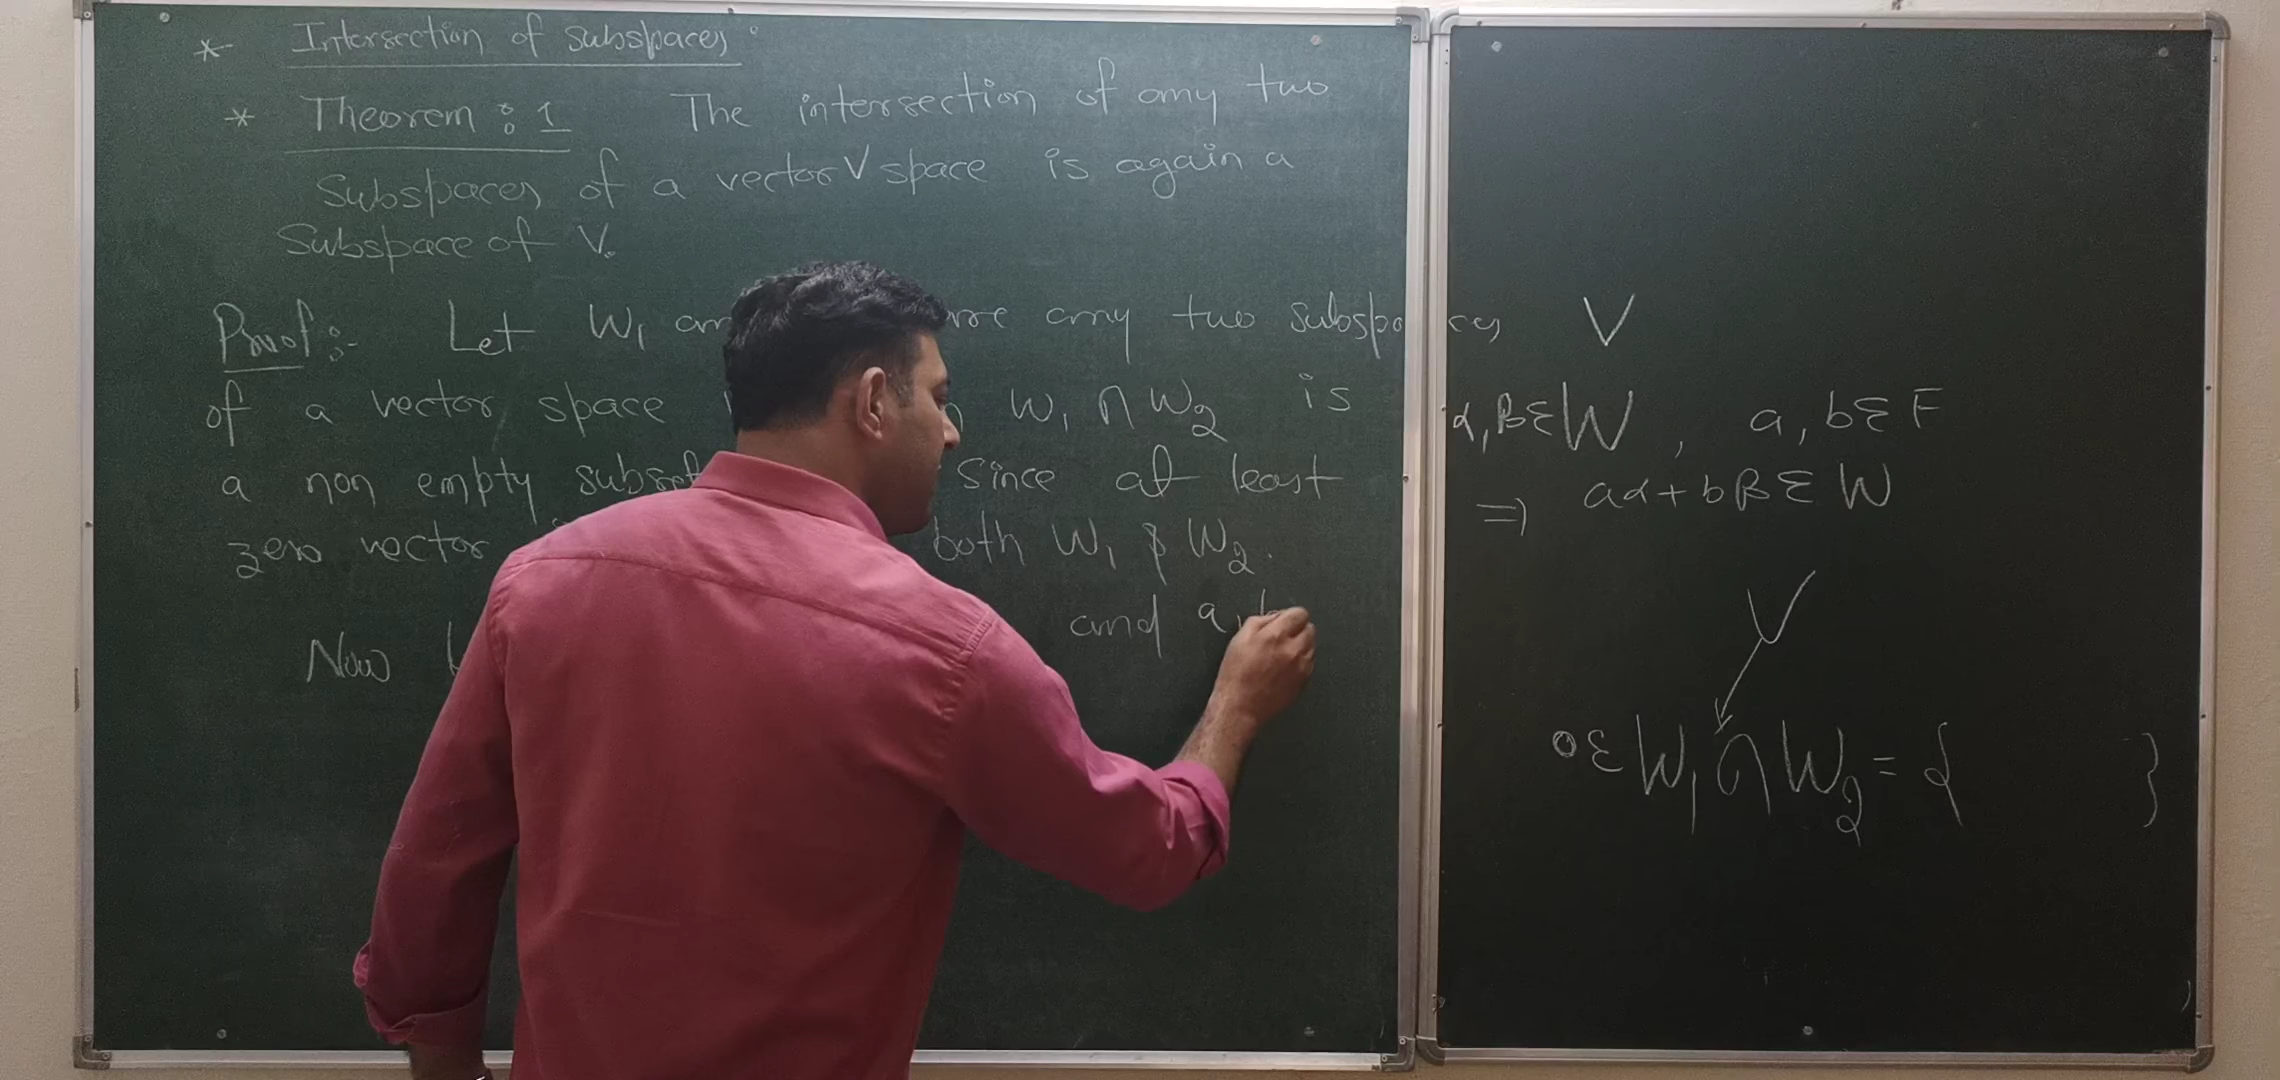 * Intersection of subspaces :
* Theorem : 1 The intersection of any two
Subspaces of a vector V space is again a
Subspace of V.
Proof :- Let W₁ are any two subspaces
of a vector space W₁ ∩ W₂ is
a non empty subset Since at least
zero vector both W₁ & W₂.
and a, b
Now
V
α, β ∈ W , a, b ∈ F
⇒ aα + bβ ∈ W
V
0 ∈ W₁ ∩ W₂ = { }